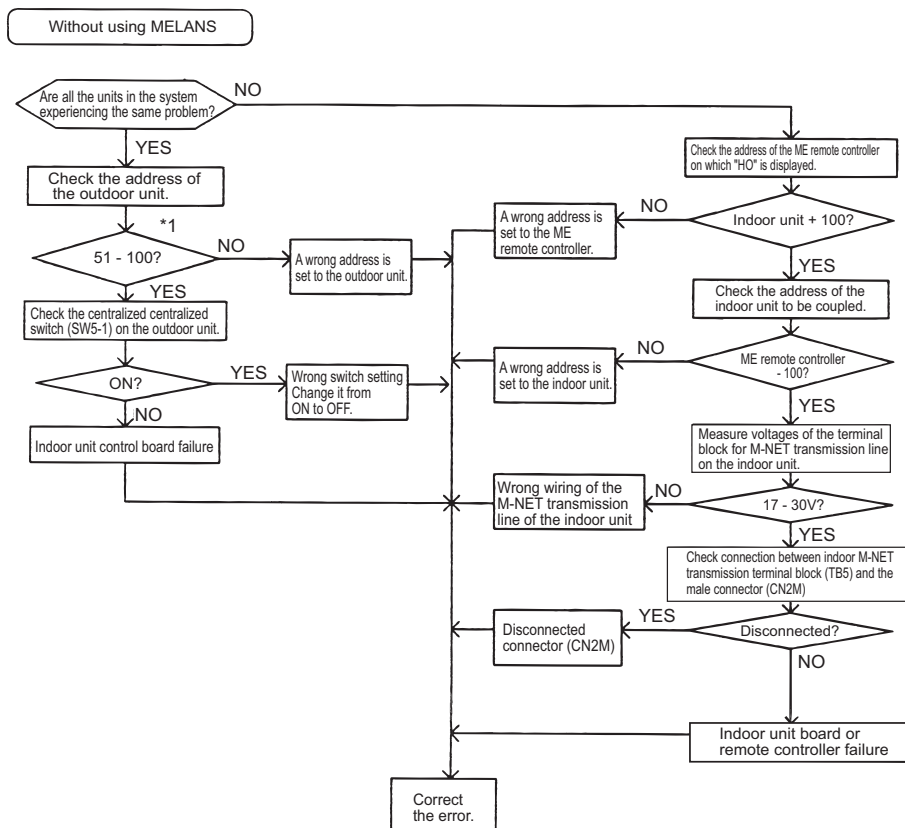 Without using MELANS
Are all the units in the system
experiencing the same problem?
NO
YES
Check the address of
the outdoor unit.
*1
51 - 100?
NO
A wrong address is
set to the outdoor unit.
YES
Check the centralized centralized
switch (SW5-1) on the outdoor unit.
ON?
YES
Wrong switch setting
Change it from
ON to OFF.
NO
Indoor unit control board failure
Check the address of the ME remote controller
on which "HO" is displayed.
Indoor unit + 100?
NO
A wrong address is
set to the ME
remote controller.
YES
Check the address of the
indoor unit to be coupled.
ME remote controller
- 100?
NO
A wrong address is
set to the indoor unit.
YES
Measure voltages of the terminal
block for M-NET transmission line
on the indoor unit.
17 - 30V?
NO
Wrong wiring of the
M-NET transmission
line of the indoor unit
YES
Check connection between indoor M-NET
transmission terminal block (TB5) and the
male connector (CN2M)
Disconnected?
YES
Disconnected
connector (CN2M)
NO
Indoor unit board or
remote controller failure
Correct
the error.